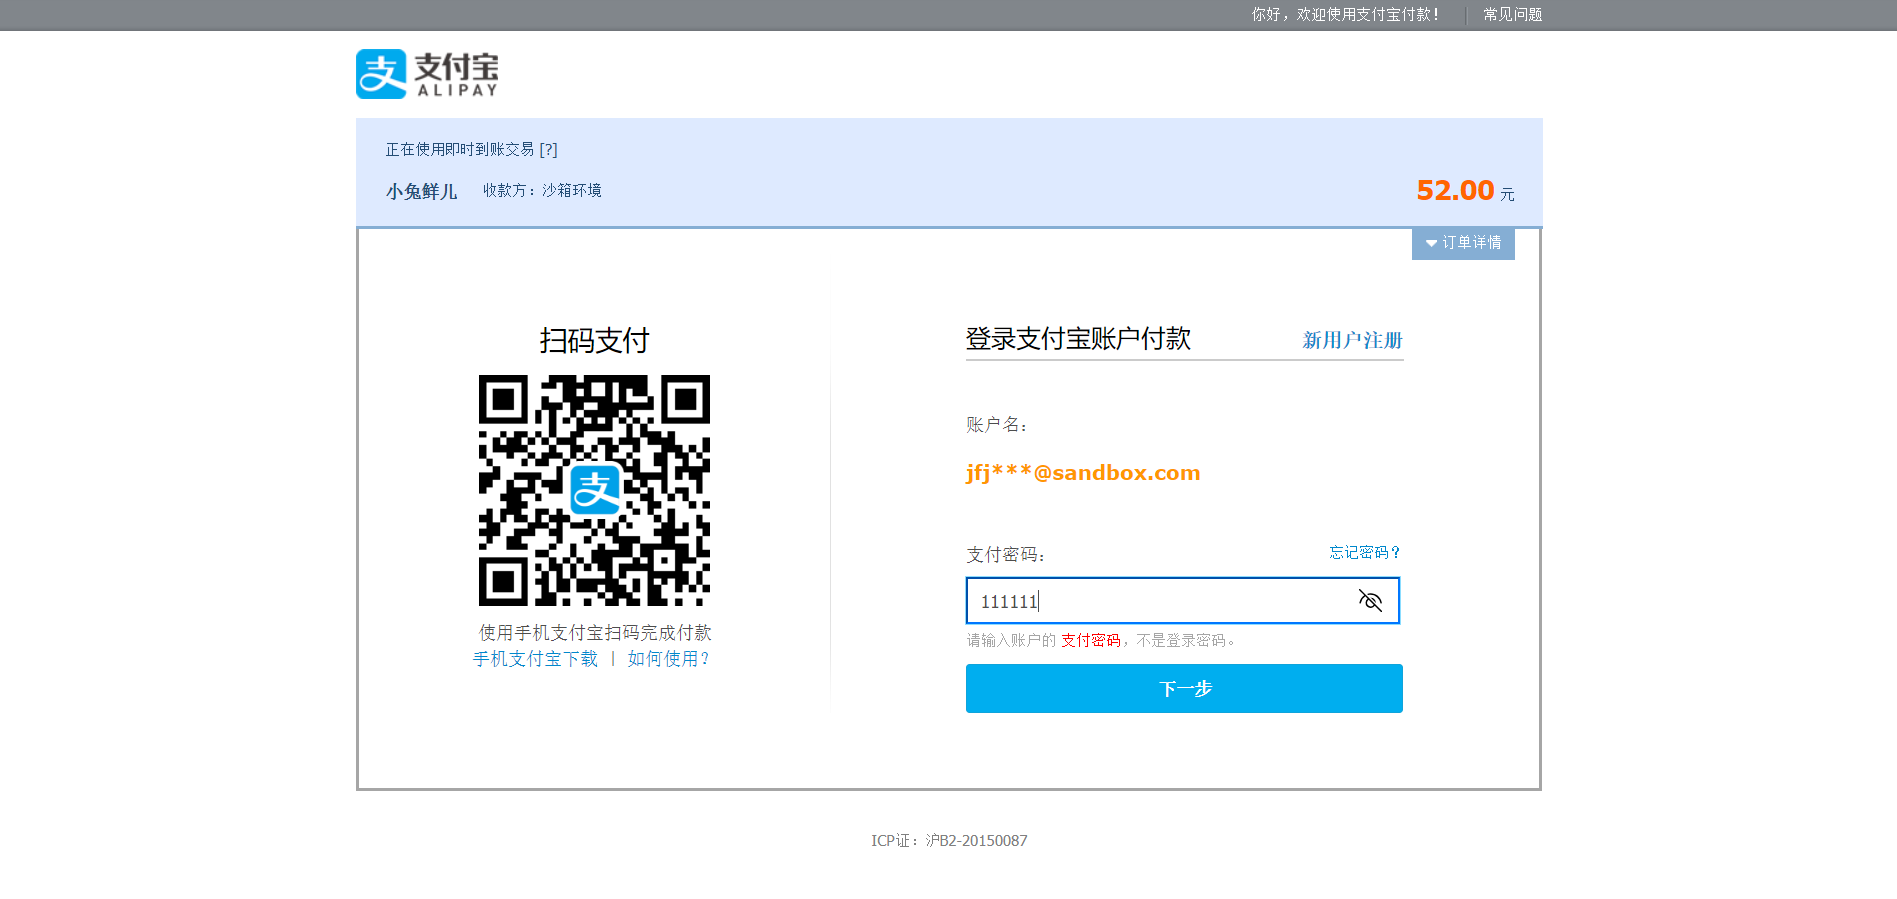 你好，欢迎使用支付宝付款！ 常见问题
支 支付宝
ALIPAY
正在使用即时到账交易 [?]
小兔鲜儿 收款方：沙箱环境 52.00 元
订单详情
扫码支付
支
使用手机支付宝扫码完成付款
手机支付宝下载 | 如何使用？
登录支付宝账户付款 新用户注册
账户名：
jfj***@sandbox.com
支付密码： 忘记密码？
111111
请输入账户的 支付密码，不是登录密码。
下一步
ICP证：沪B2-20150087